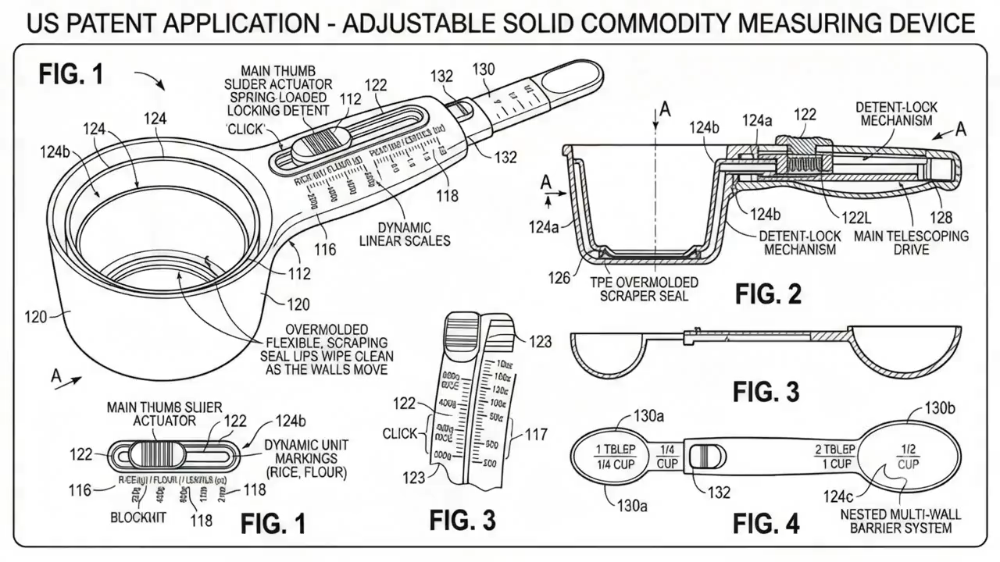 US PATENT APPLICATION - ADJUSTABLE SOLID COMMODITY MEASURING DEVICE
FIG. 1
MAIN THUMB
SLIDER ACTUATOR
SPRING-LOADED
LOCKING DETENT
'CLICK'
112
122
132
130
124
124
124b
132
118
116
DYNAMIC
LINEAR SCALES
112
120
120
A
OVERMOLDED
FLEXIBLE, SCRAPING
SEAL LIPS WIPE CLEAN
AS THE WALLS MOVE
A
A
124b
124a
122
DETENT-LOCK
MECHANISM
A
124a
126
TPE OVERMOLDED
SCRAPER SEAL
124b
DETENT-LOCK
MECHANISM
122L
MAIN TELESCOPING
DRIVE
128
FIG. 2
MAIN THUMB
ACTUATOR
122
122
124b
DYNAMIC UNIT
MARKINGS
(RICE, FLOUR)
116
118
118
FIG. 1
123
122
CLICK
117
123
FIG. 3
FIG. 3
130a
1 TBLEP
1/4 CUP
1/4
CUP
132
2 TBLEP
1 CUP
1/2
CUP
130b
124c
130a
NESTED MULTI-WALL
BARRIER SYSTEM
FIG. 4